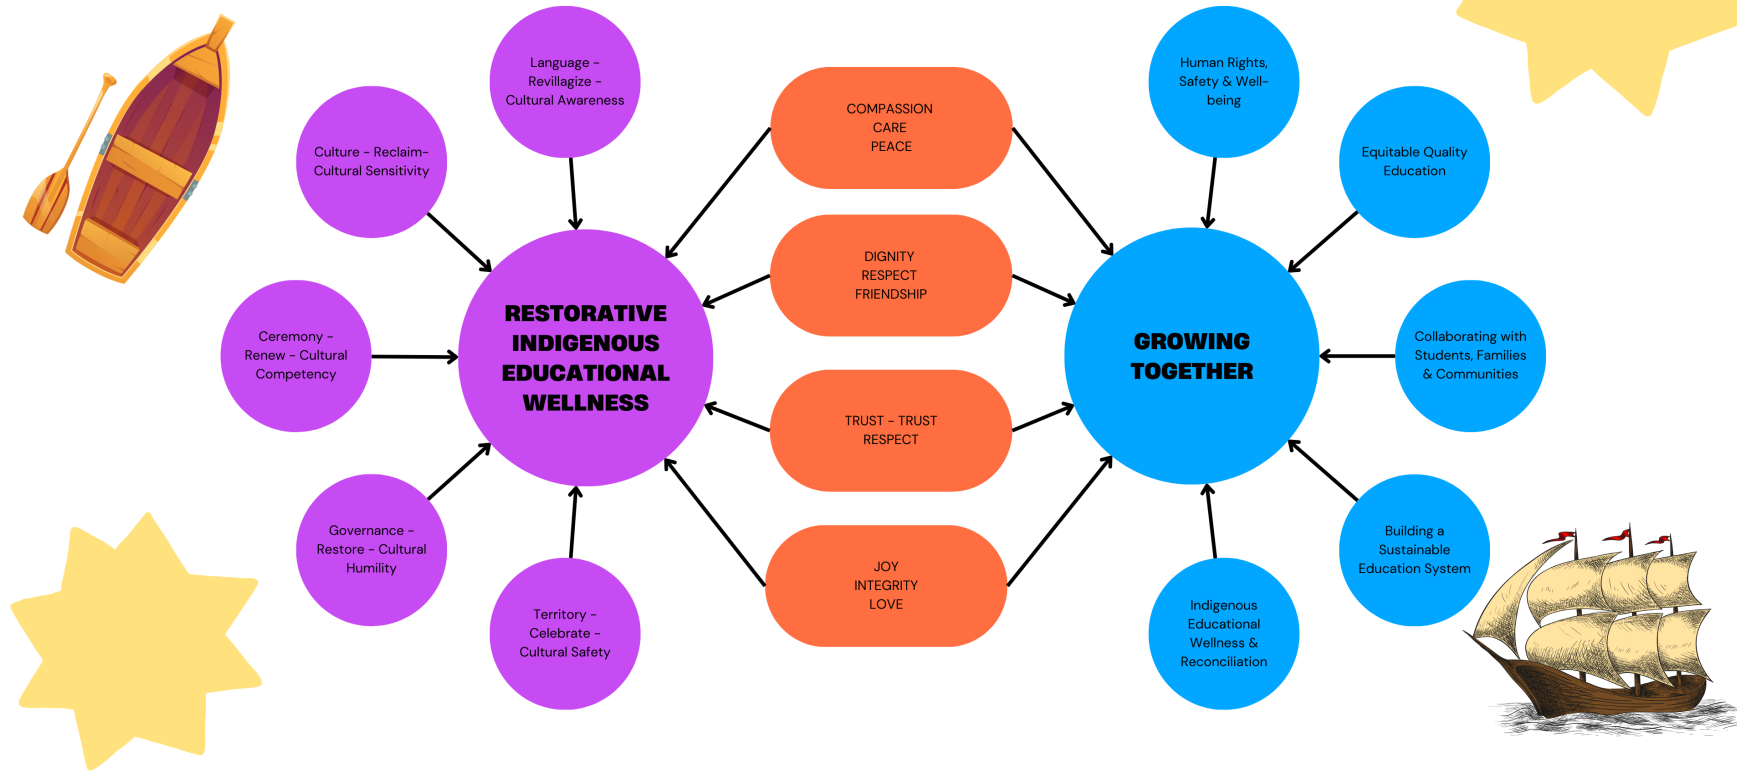 Language -
Revillagize -
Cultural Awareness
Culture - Reclaim-
Cultural Sensitivity
Ceremony -
Renew - Cultural
Competency
Governance -
Restore - Cultural
Humility
Territory -
Celebrate -
Cultural Safety
RESTORATIVE
INDIGENOUS
EDUCATIONAL
WELLNESS
COMPASSION
CARE
PEACE
DIGNITY
RESPECT
FRIENDSHIP
TRUST - TRUST
RESPECT
JOY
INTEGRITY
LOVE
GROWING
TOGETHER
Human Rights,
Safety & Well-
being
Equitable Quality
Education
Collaborating with
Students, Families
& Communities
Building a
Sustainable
Education System
Indigenous
Educational
Wellness &
Reconciliation